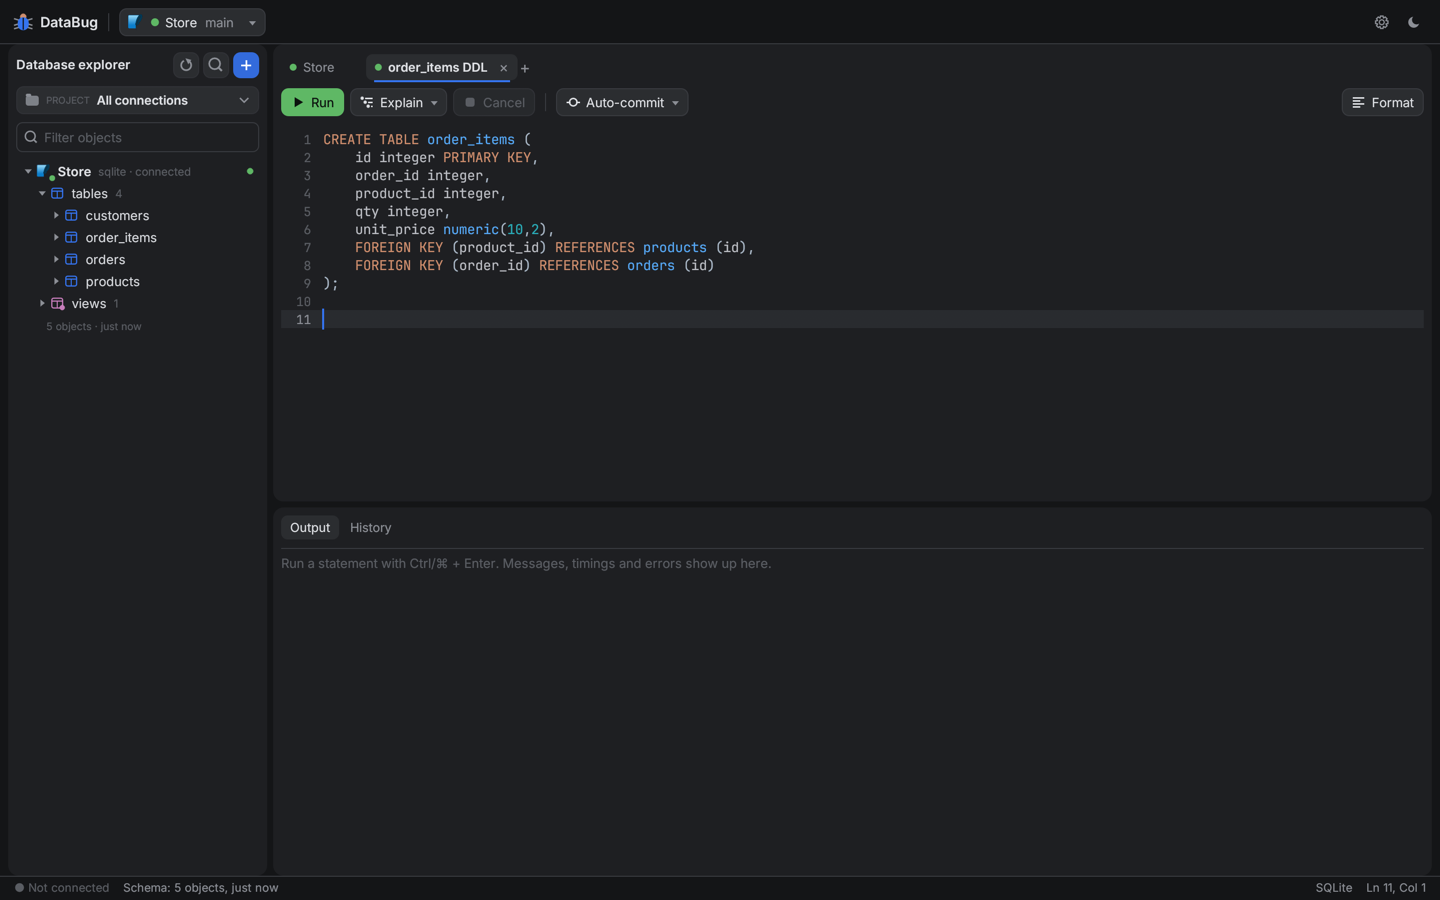 DataBug
Store main
Database explorer
PROJECT All connections
Filter objects
Store sqlite · connected
tables 4
customers
order_items
orders
products
views 1
5 objects · just now
Store
order_items DDL × +
Run
Explain
Cancel
Auto-commit
Format
1 CREATE TABLE order_items (
2     id integer PRIMARY KEY,
3     order_id integer,
4     product_id integer,
5     qty integer,
6     unit_price numeric(10,2),
7     FOREIGN KEY (product_id) REFERENCES products (id),
8     FOREIGN KEY (order_id) REFERENCES orders (id)
9 );
10
11
Output History
Run a statement with Ctrl/⌘ + Enter. Messages, timings and errors show up here.
Not connected Schema: 5 objects, just now
SQLite Ln 11, Col 1